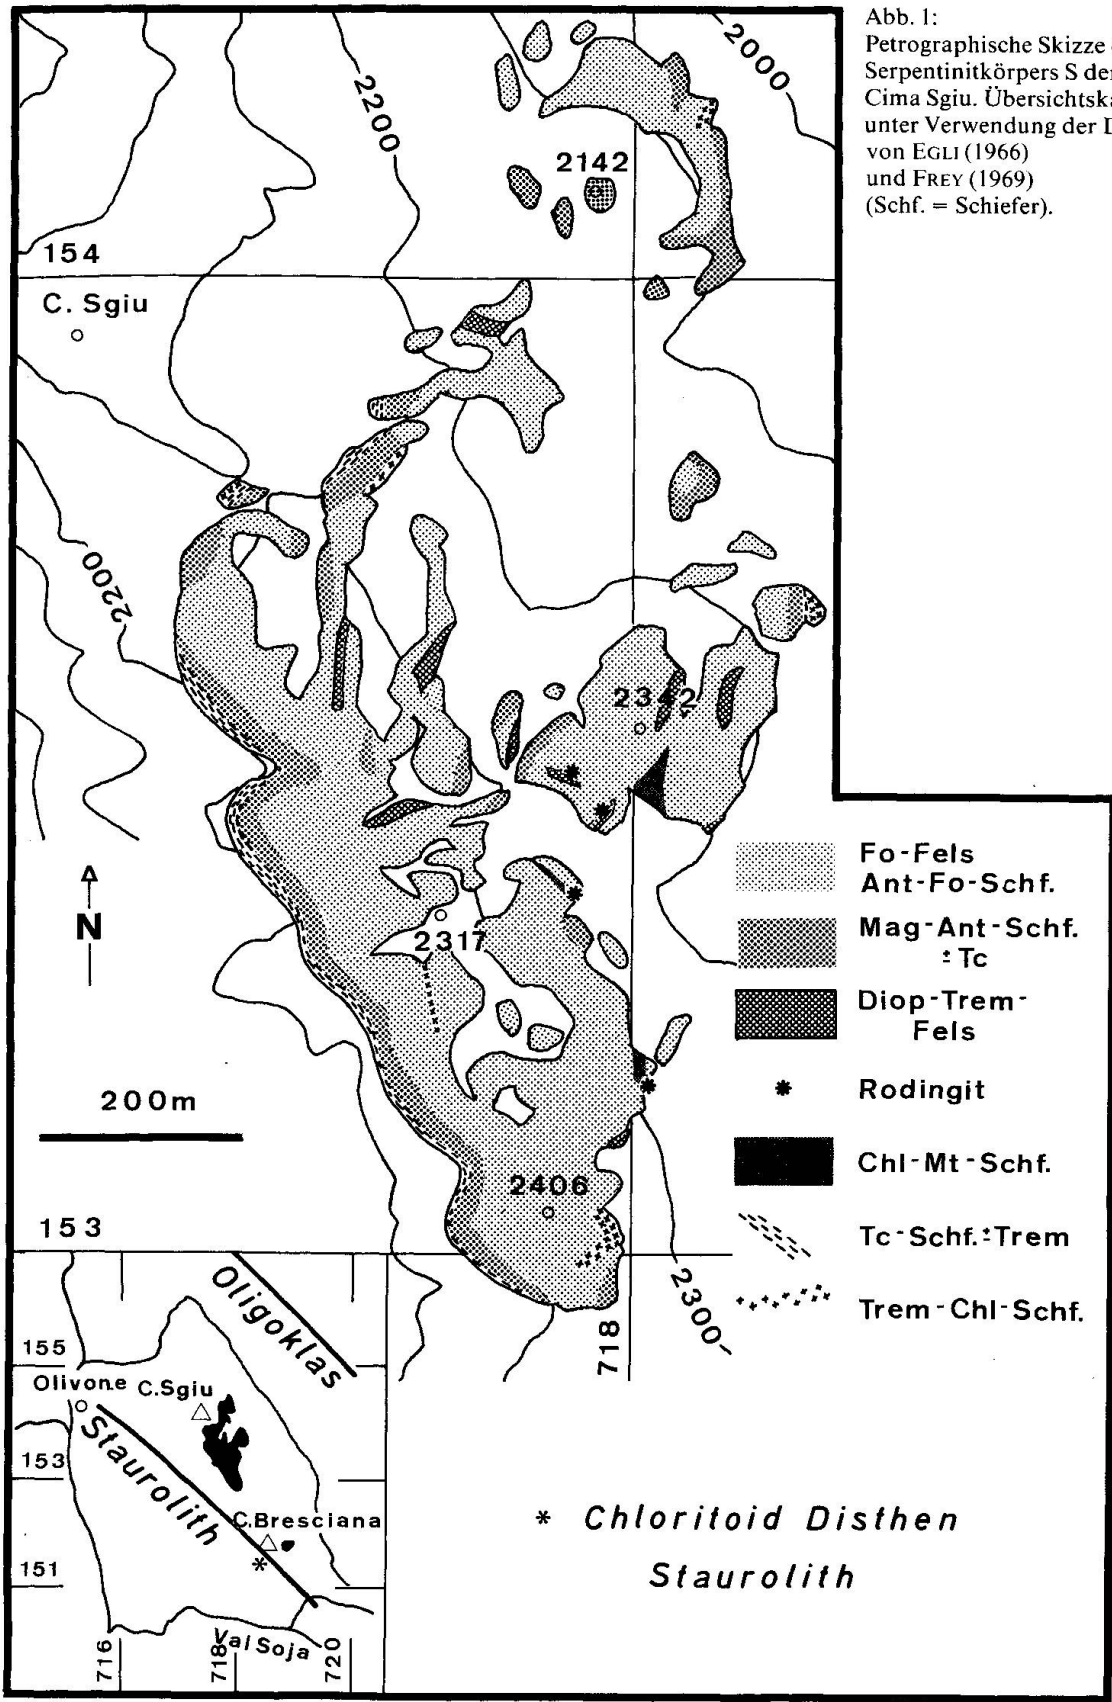 Abb. 1:
Petrographische Skizze
Serpentinitkörpers S
Cima Sgiu.
unter Verwendung der
von EGLI (1966)
und FREY (1969)
(Schf. = Schiefer).
2000
2200
2142
154
C. Sgiu
2200
2342
2317
N
200m
2406
153
718
2300
Fo-Fels
Ant-Fo-Schf.
Mag-Ant-Schf.
± Tc
Diop-Trem-
Fels
Rodingit
Chl-Mt-Schf.
Tc-Schf.±Trem
Trem-Chl-Schf.
Oligoklas
155
Olivone C.Sgiu
Staurolith
153
C.Bresciana
151
Val Soja
716
718
720
* Chloritoid Disthen
Staurolith